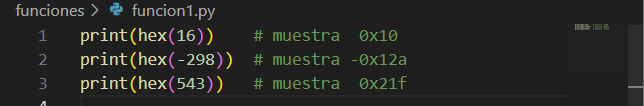 funciones > funcion1.py
1 print(hex(16)) # muestra 0x10
2 print(hex(-298)) # muestra -0x12a
3 print(hex(543)) # muestra 0x21f
4